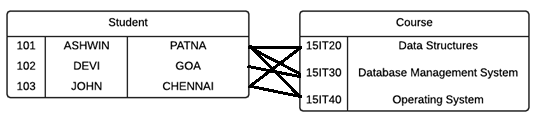 Student
101 ASHWIN PATNA
102 DEVI GOA
103 JOHN CHENNAI
Course
15IT20 Data Structures
15IT30 Database Management System
15IT40 Operating System